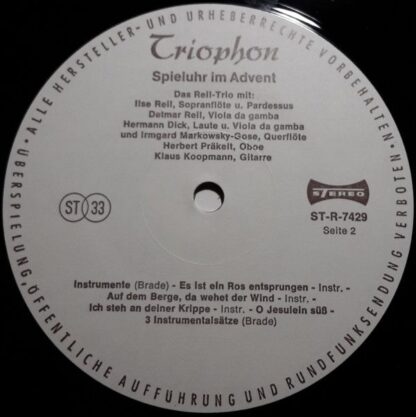 ALLE HERSTELLER- UND URHEBERRECHTE VORBEHALTEN · ÜBERSPIELUNG, ÖFFENTLICHE AUFFÜHRUNG UND RUNDFUNKSENDUNG VERBOTEN ·
Triophon
Spieluhr im Advent
Das Rell-Trio mit:
Ilse Rell, Sopranflöte u. Pardessus
Detmar Rell, Viola da gamba
Hermann Dick, Laute u. Viola da gamba
und Irmgard Markowsky-Gose, Querflöte
Herbert Präkelt, Oboe
Klaus Koopmann, Gitarre
ST 33
STEREO
ST-R-7429
Seite 2
Instrumente (Brade) - Es ist ein Ros entsprungen - Instr. -
Auf dem Berge, da wehet der Wind - Instr. -
Ich steh an deiner Krippe - Instr. - O Jesulein süß -
3 Instrumentalsätze (Brade)